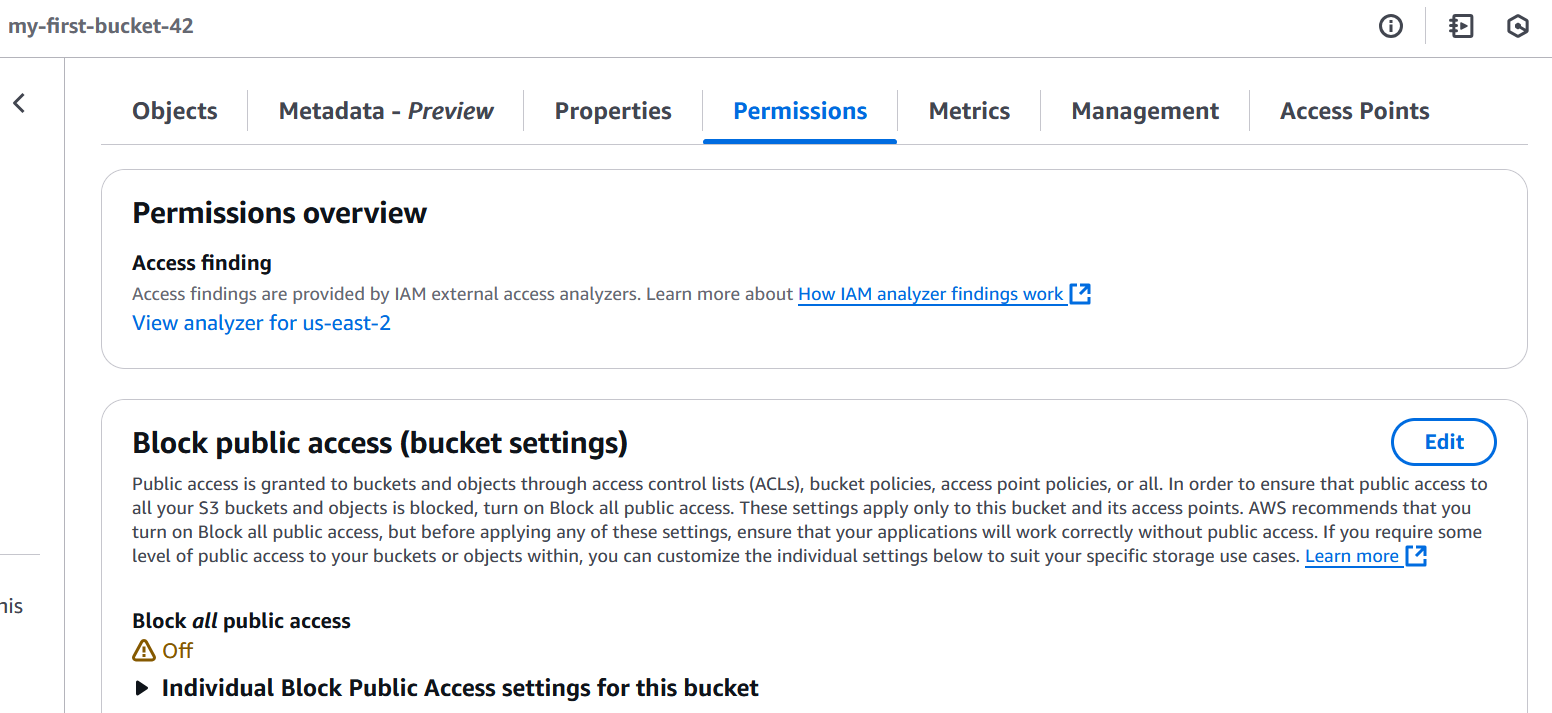 my-first-bucket-42
Objects
Metadata - Preview
Properties
Permissions
Metrics
Management
Access Points
Permissions overview
Access finding
Access findings are provided by IAM external access analyzers. Learn more about How IAM analyzer findings work
View analyzer for us-east-2
Block public access (bucket settings)
Edit
Public access is granted to buckets and objects through access control lists (ACLs), bucket policies, access point policies, or all. In order to ensure that public access to
all your S3 buckets and objects is blocked, turn on Block all public access. These settings apply only to this bucket and its access points. AWS recommends that you
turn on Block all public access, but before applying any of these settings, ensure that your applications will work correctly without public access. If you require some
level of public access to your buckets or objects within, you can customize the individual settings below to suit your specific storage use cases. Learn more
Block all public access
Off
Individual Block Public Access settings for this bucket